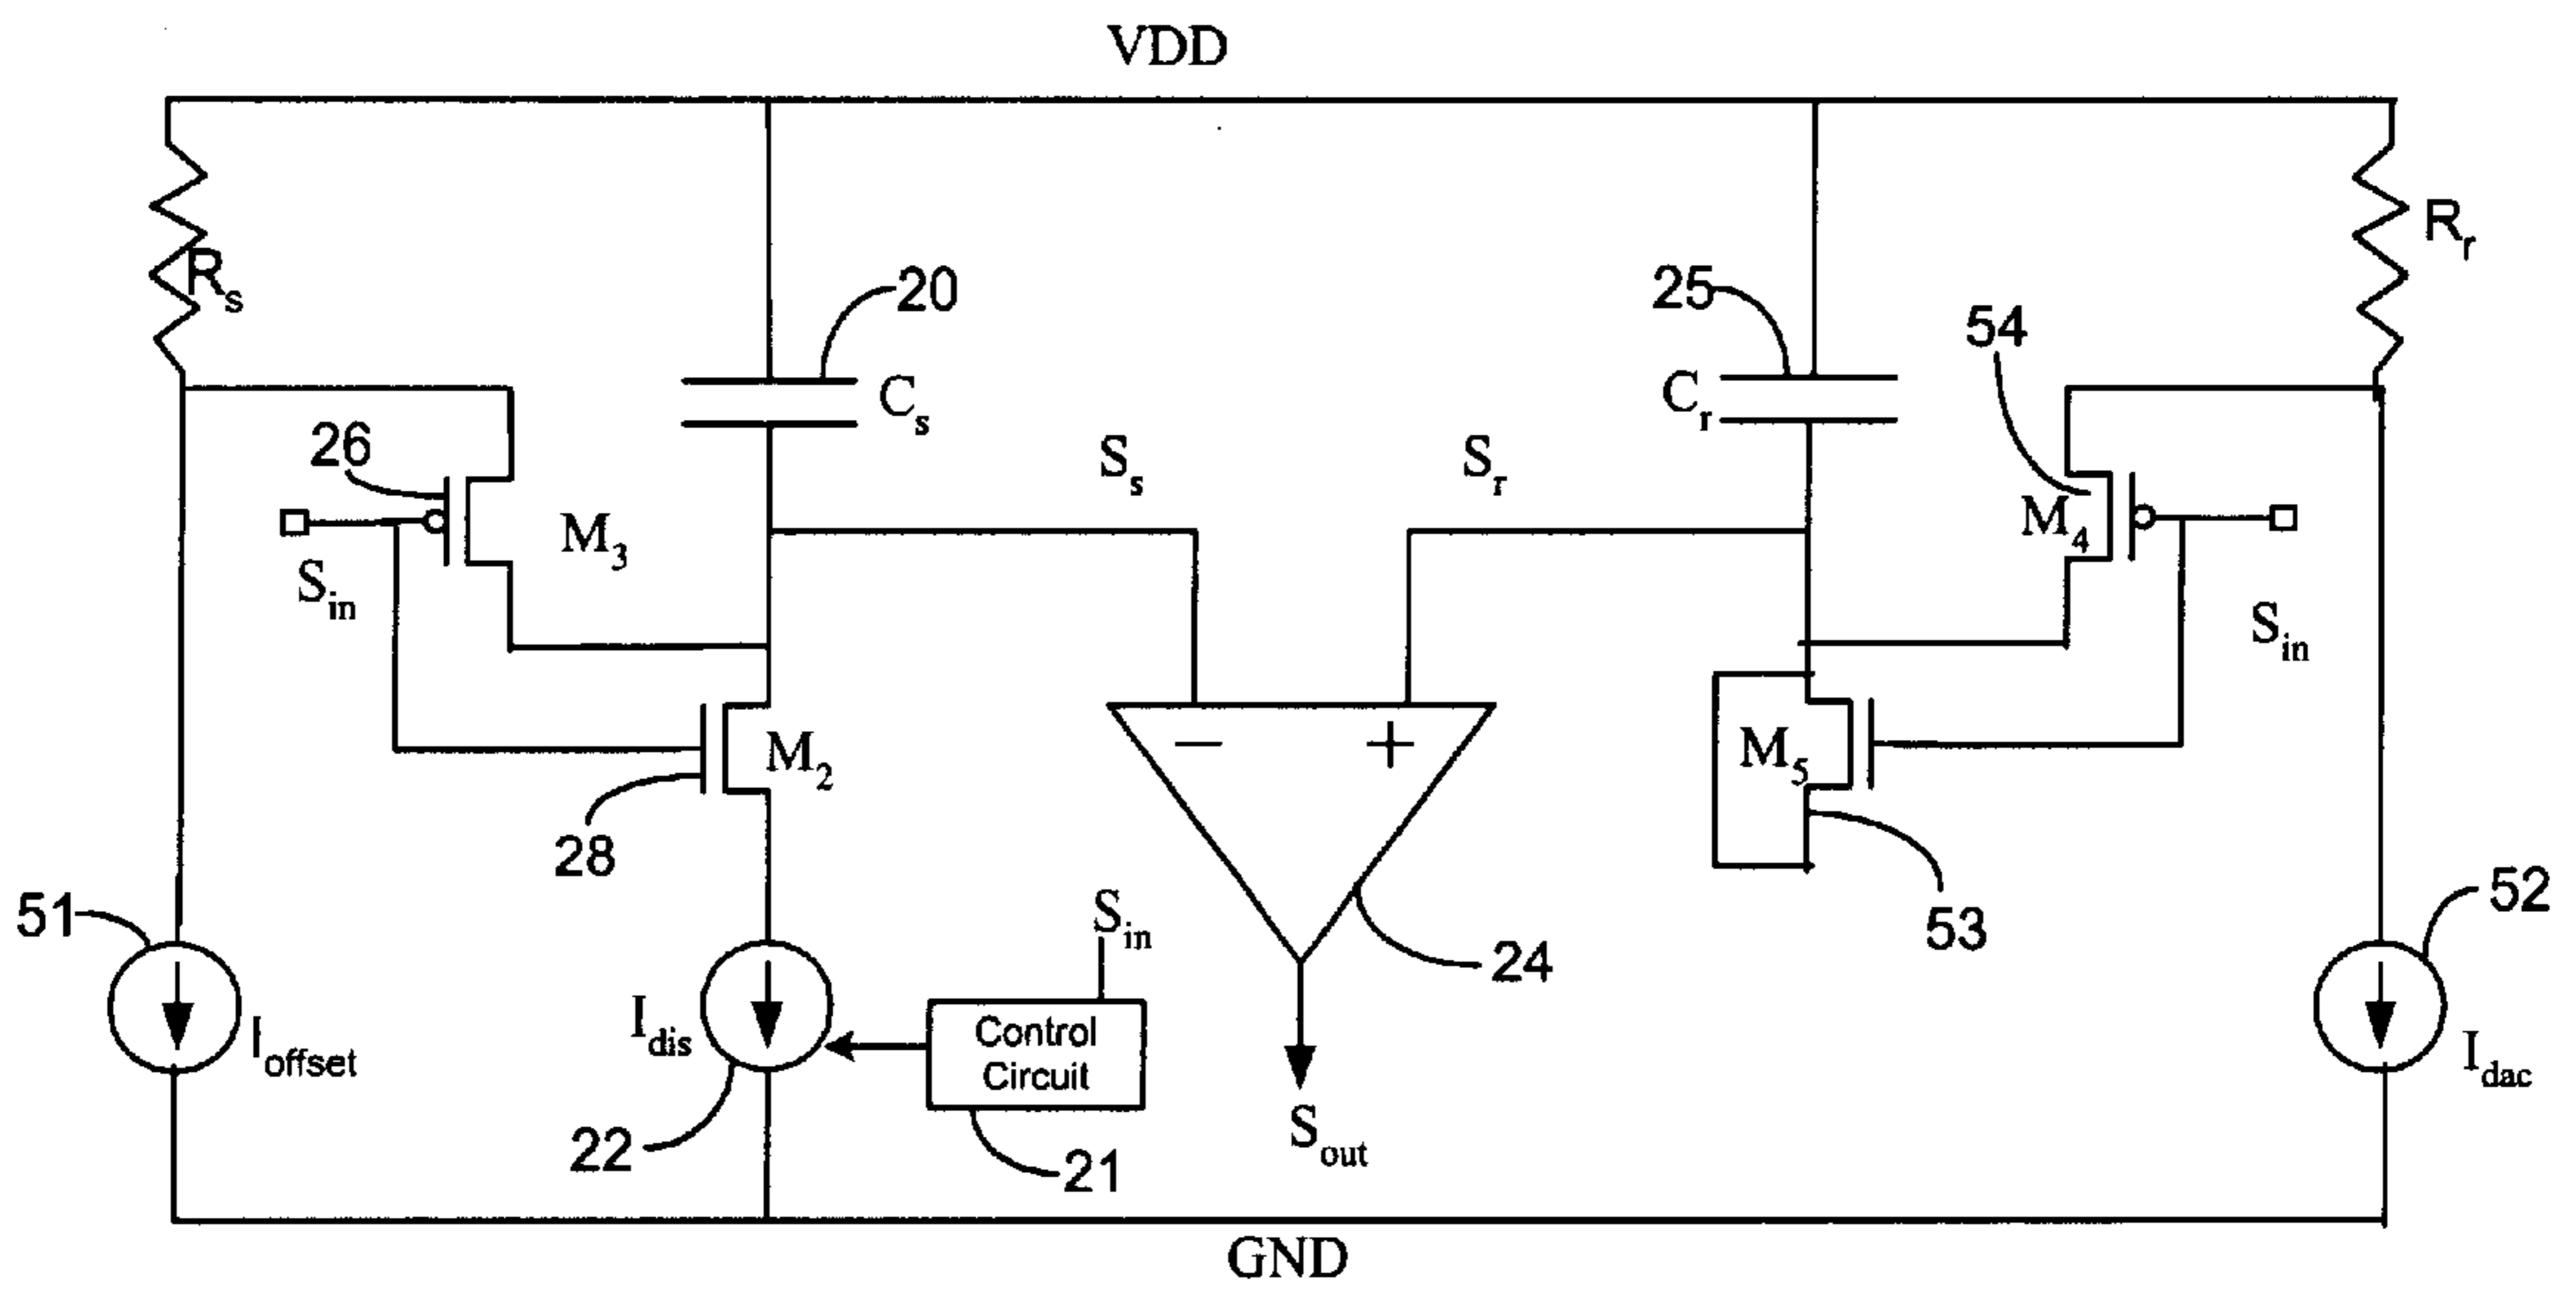 VDD
R_s
R_r
20
25
54
C_s
C_r
26
S_s
S_r
M_3
M_4
S_in
S_in
M_2
M_5
28
51
S_in
24
53
52
I_offset
I_dis
Control
Circuit
I_dac
22
21
S_out
GND
−
+